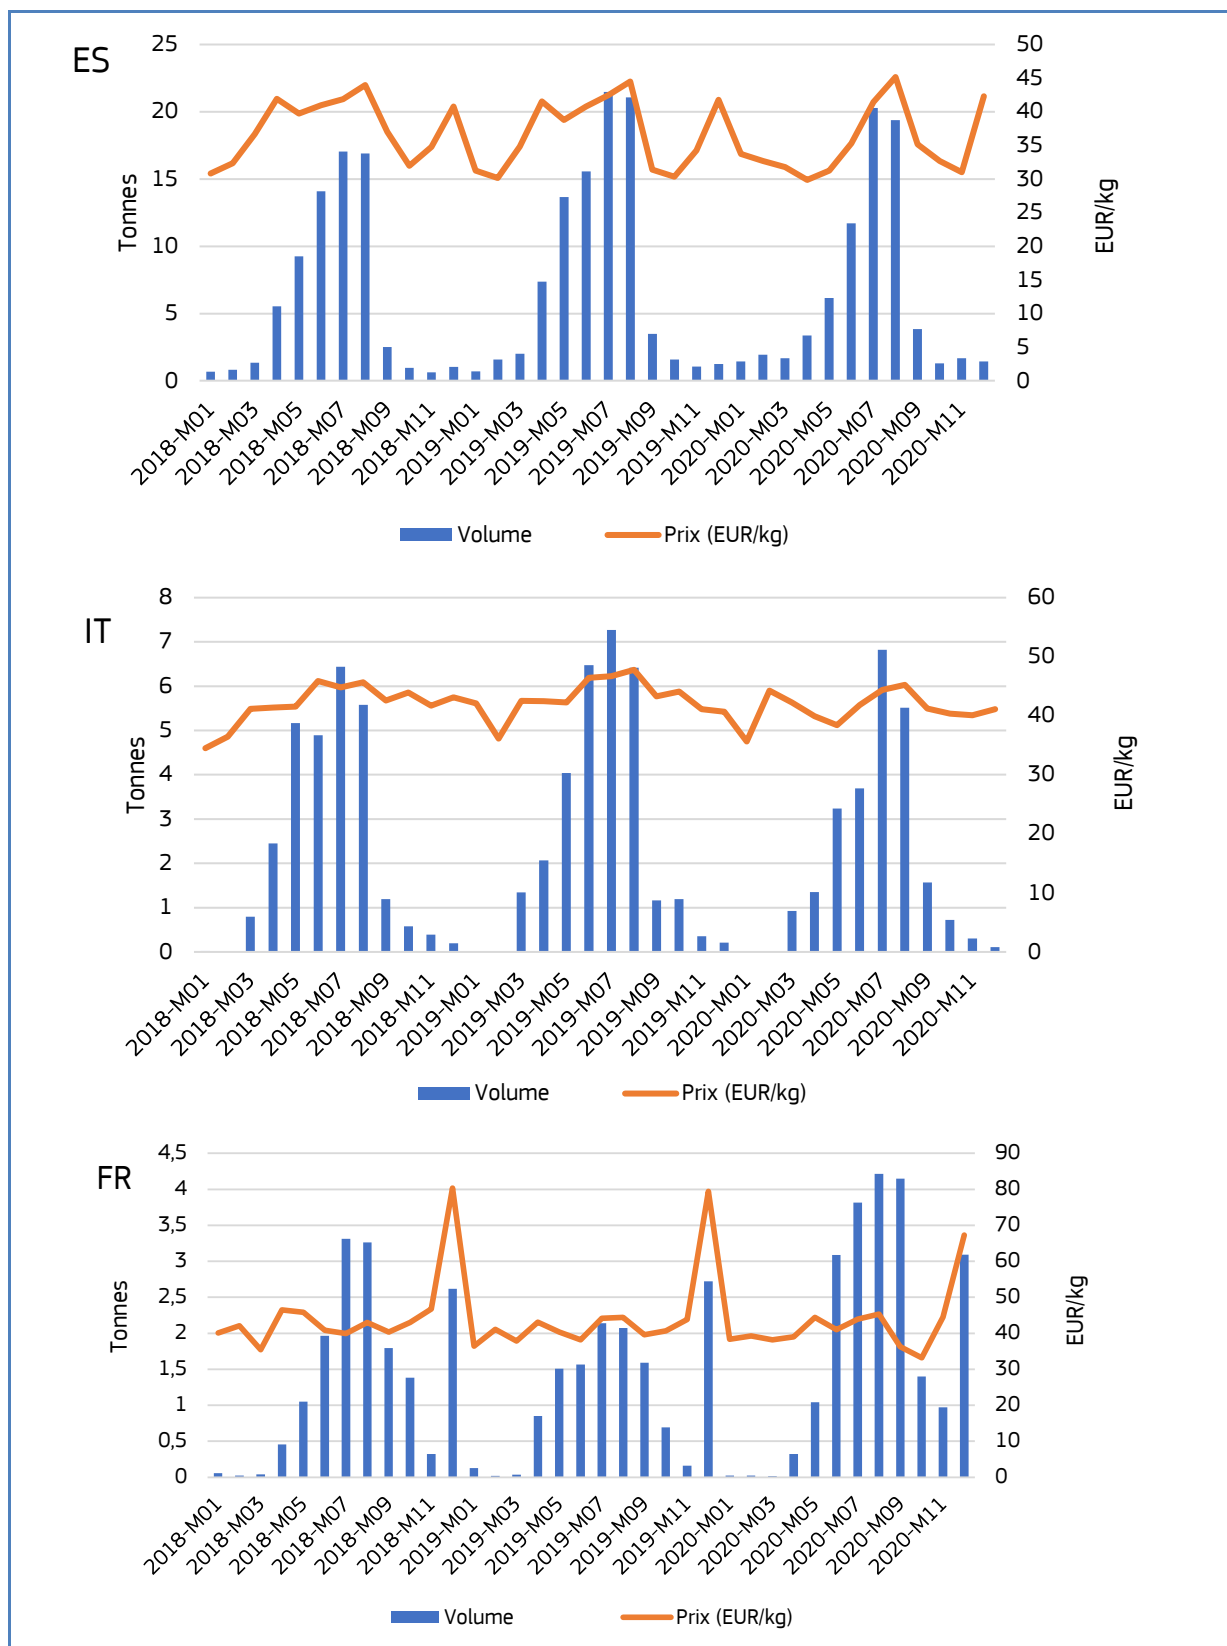 ES
25
20
15
10
5
0
Tonnes
50
45
40
35
30
25
20
15
10
5
0
EUR/kg
2018-M01
2018-M03
2018-M05
2018-M07
2018-M09
2018-M11
2019-M01
2019-M03
2019-M05
2019-M07
2019-M09
2019-M11
2020-M01
2020-M03
2020-M05
2020-M07
2020-M09
2020-M11
Volume Prix (EUR/kg)
IT
8
7
6
5
4
3
2
1
0
Tonnes
60
50
40
30
20
10
0
EUR/kg
2018-M01
2018-M03
2018-M05
2018-M07
2018-M09
2018-M11
2019-M01
2019-M03
2019-M05
2019-M07
2019-M09
2019-M11
2020-M01
2020-M03
2020-M05
2020-M07
2020-M09
2020-M11
Volume Prix (EUR/kg)
FR
4,5
4
3,5
3
2,5
2
1,5
1
0,5
0
Tonnes
90
80
70
60
50
40
30
20
10
0
EUR/kg
2018-M01
2018-M03
2018-M05
2018-M07
2018-M09
2018-M11
2019-M01
2019-M03
2019-M05
2019-M07
2019-M09
2019-M11
2020-M01
2020-M03
2020-M05
2020-M07
2020-M09
2020-M11
Volume Prix (EUR/kg)